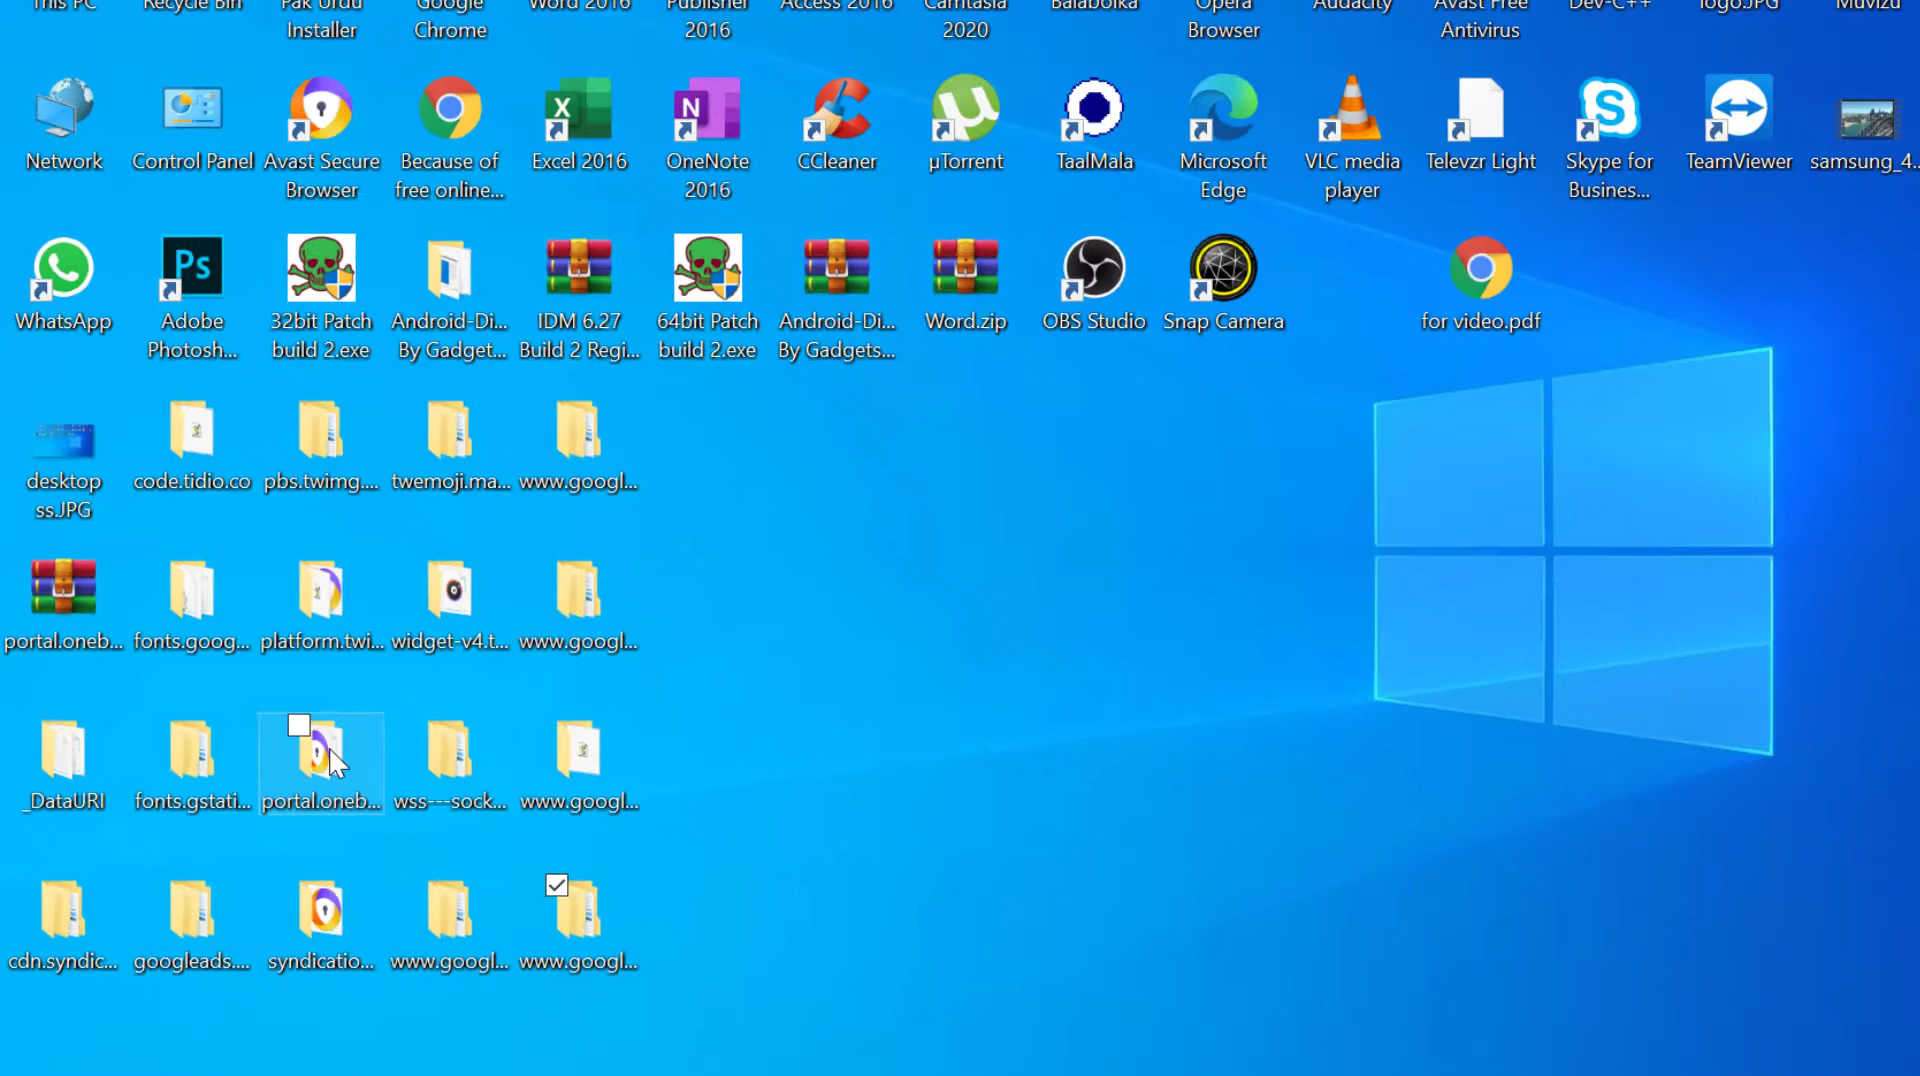 This PC
Recycle Bin
Pak Urdu
Installer
Google
Chrome
Word 2016
Publisher
2016
Access 2016
Camtasia
2020
Balabolka
Opera
Browser
Audacity
Avast Free
Antivirus
Dev-C++
logo.JPG
Muvizu
Network
Control Panel
Avast Secure
Browser
Because of
free online...
Excel 2016
OneNote
2016
CCleaner
µTorrent
TaalMala
Microsoft
Edge
VLC media
player
Televzr Light
Skype for
Busines...
TeamViewer
samsung_4...
WhatsApp
Ps
Adobe
Photosh...
32bit Patch
build 2.exe
Android-Di...
By Gadget...
IDM 6.27
Build 2 Regi...
64bit Patch
build 2.exe
Android-Di...
By Gadgets...
Word.zip
OBS Studio
Snap Camera
for video.pdf
desktop
ss.JPG
code.tidio.co
pbs.twimg....
twemoji.ma...
www.googl...
portal.oneb...
fonts.goog...
platform.twi...
widget-v4.t...
www.googl...
_DataURI
fonts.gstati...
portal.oneb...
wss---sock...
www.googl...
cdn.syndic...
googleads....
syndicatio...
www.googl...
www.googl...